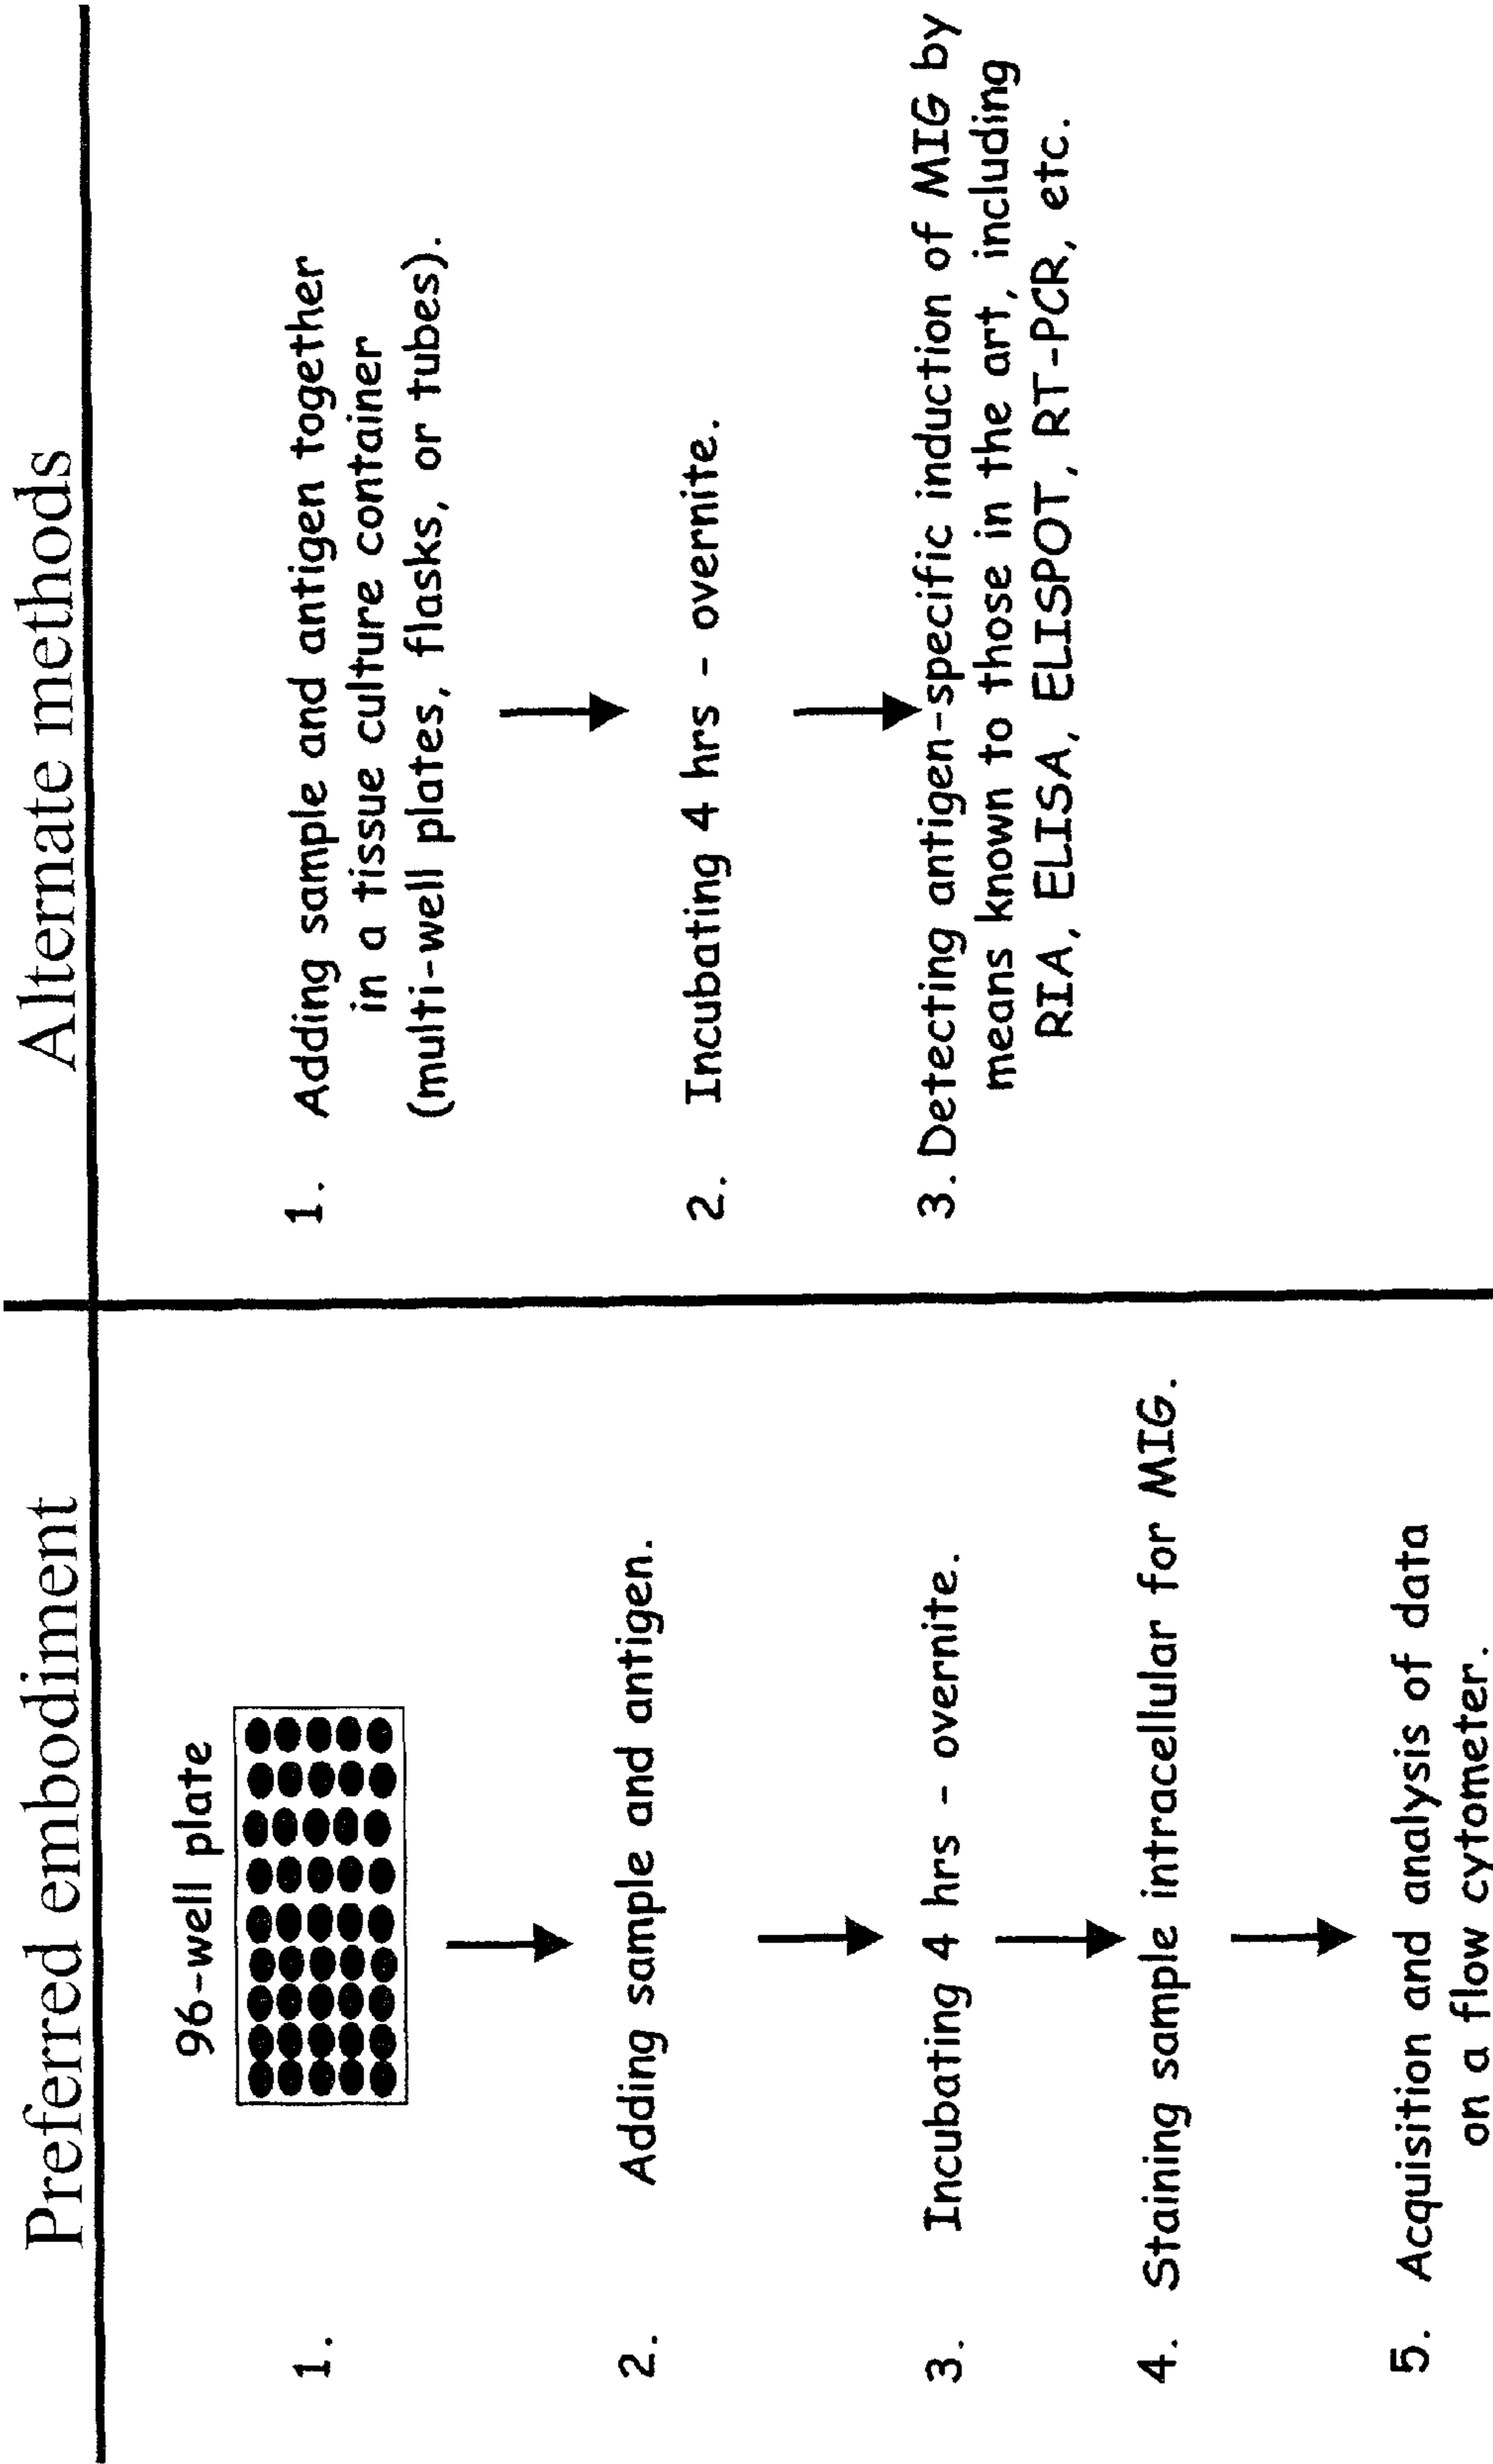 Preferred embodiment
96-well plate
1.
2. Adding sample and antigen.
3. Incubating 4 hrs - overnite.
4. Staining sample intracellular for MIG.
5. Acquisition and analysis of data
on a flow cytometer.
Alternate methods
1. Adding sample and antigen together
in a tissue culture container
(multi-well plates, flasks, or tubes).
2. Incubating 4 hrs - overnite.
3. Detecting antigen-specific induction of MIG by
means known to those in the art, including
RIA, ELISA, ELISPOT, RT-PCR, etc.